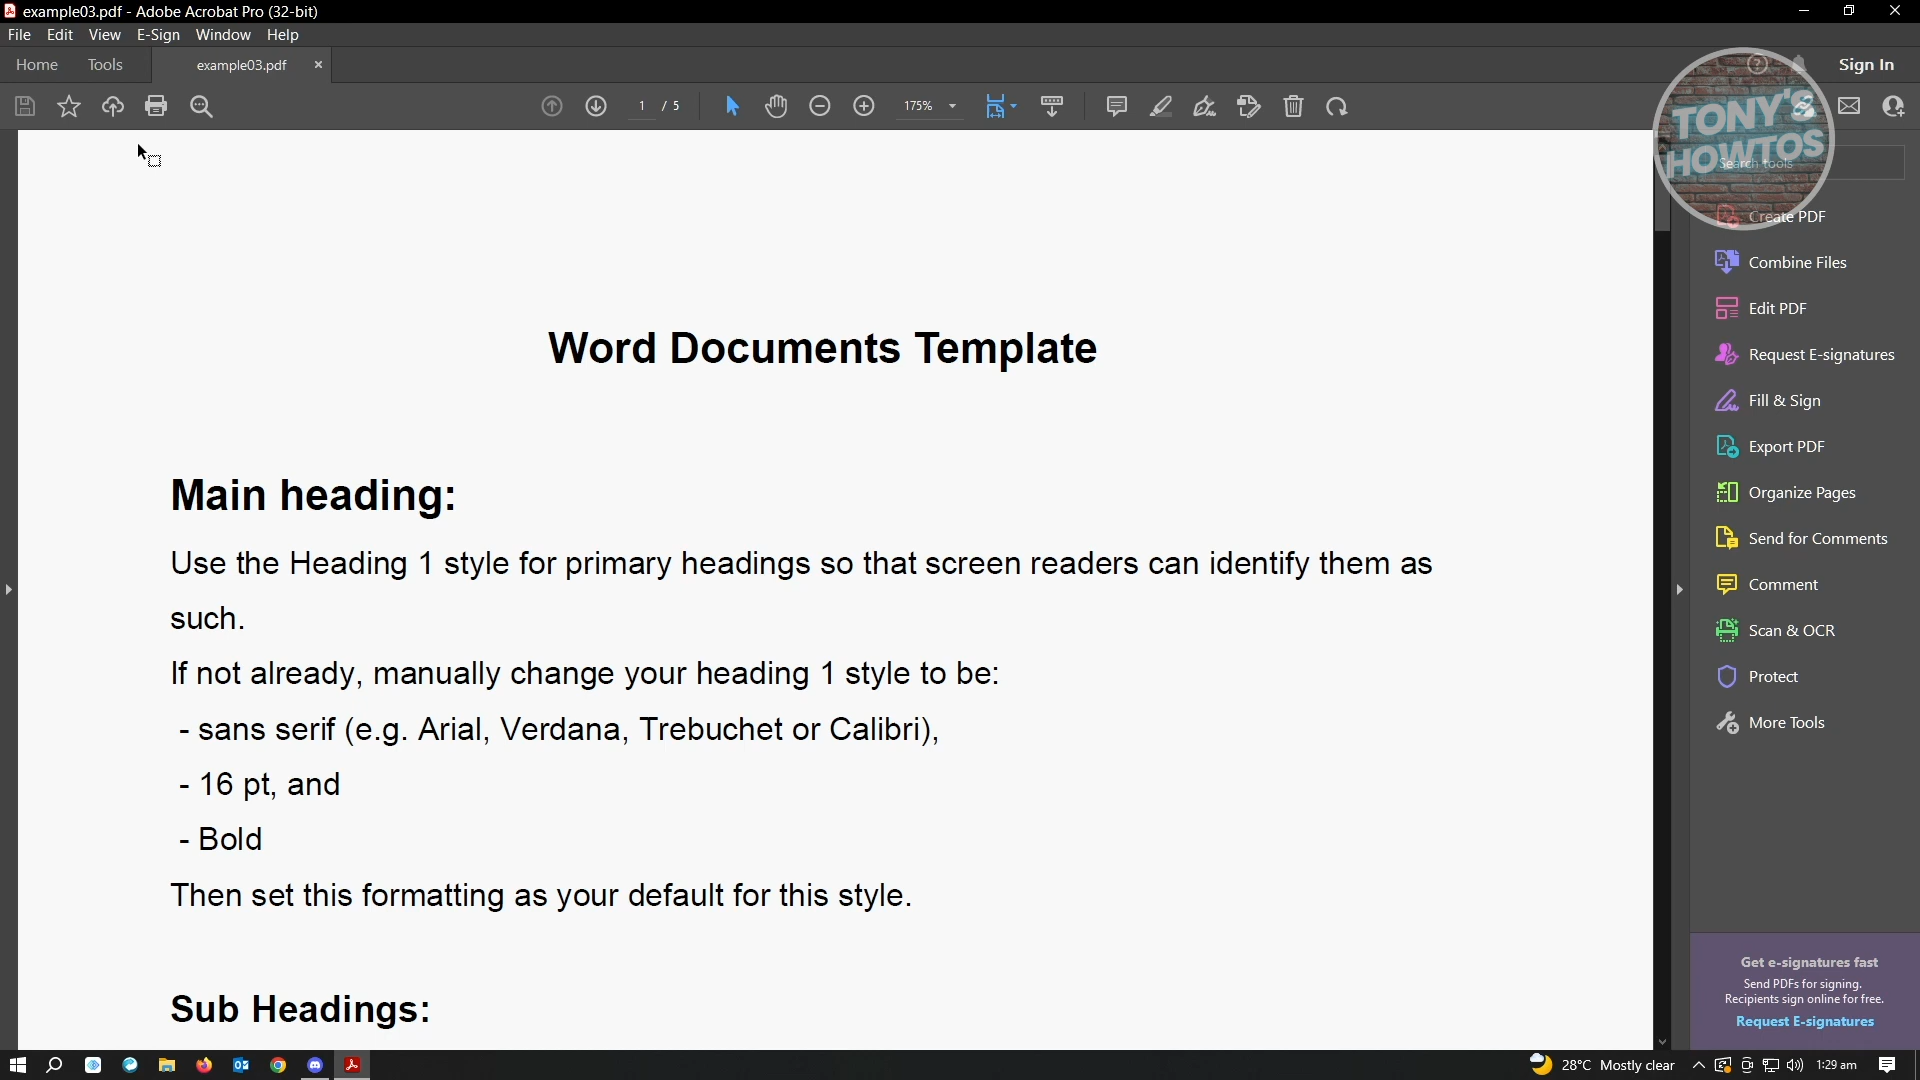 example03.pdf - Adobe Acrobat Pro (32-bit)
File Edit View E-Sign Window Help
Home Tools example03.pdf Sign In
1 / 5 175%
TONY'S
HOWTOS
Search tools
Create PDF
Combine Files
Edit PDF
Request E-signatures
Fill & Sign
Export PDF
Organize Pages
Send for Comments
Comment
Scan & OCR
Protect
More Tools
Word Documents Template
Main heading:
Use the Heading 1 style for primary headings so that screen readers can identify them as
such.
If not already, manually change your heading 1 style to be:
- sans serif (e.g. Arial, Verdana, Trebuchet or Calibri),
- 16 pt, and
- Bold
Then set this formatting as your default for this style.
Sub Headings:
Get e-signatures fast
Send PDFs for signing.
Recipients sign online for free.
Request E-signatures
28°C Mostly clear 1:29 am